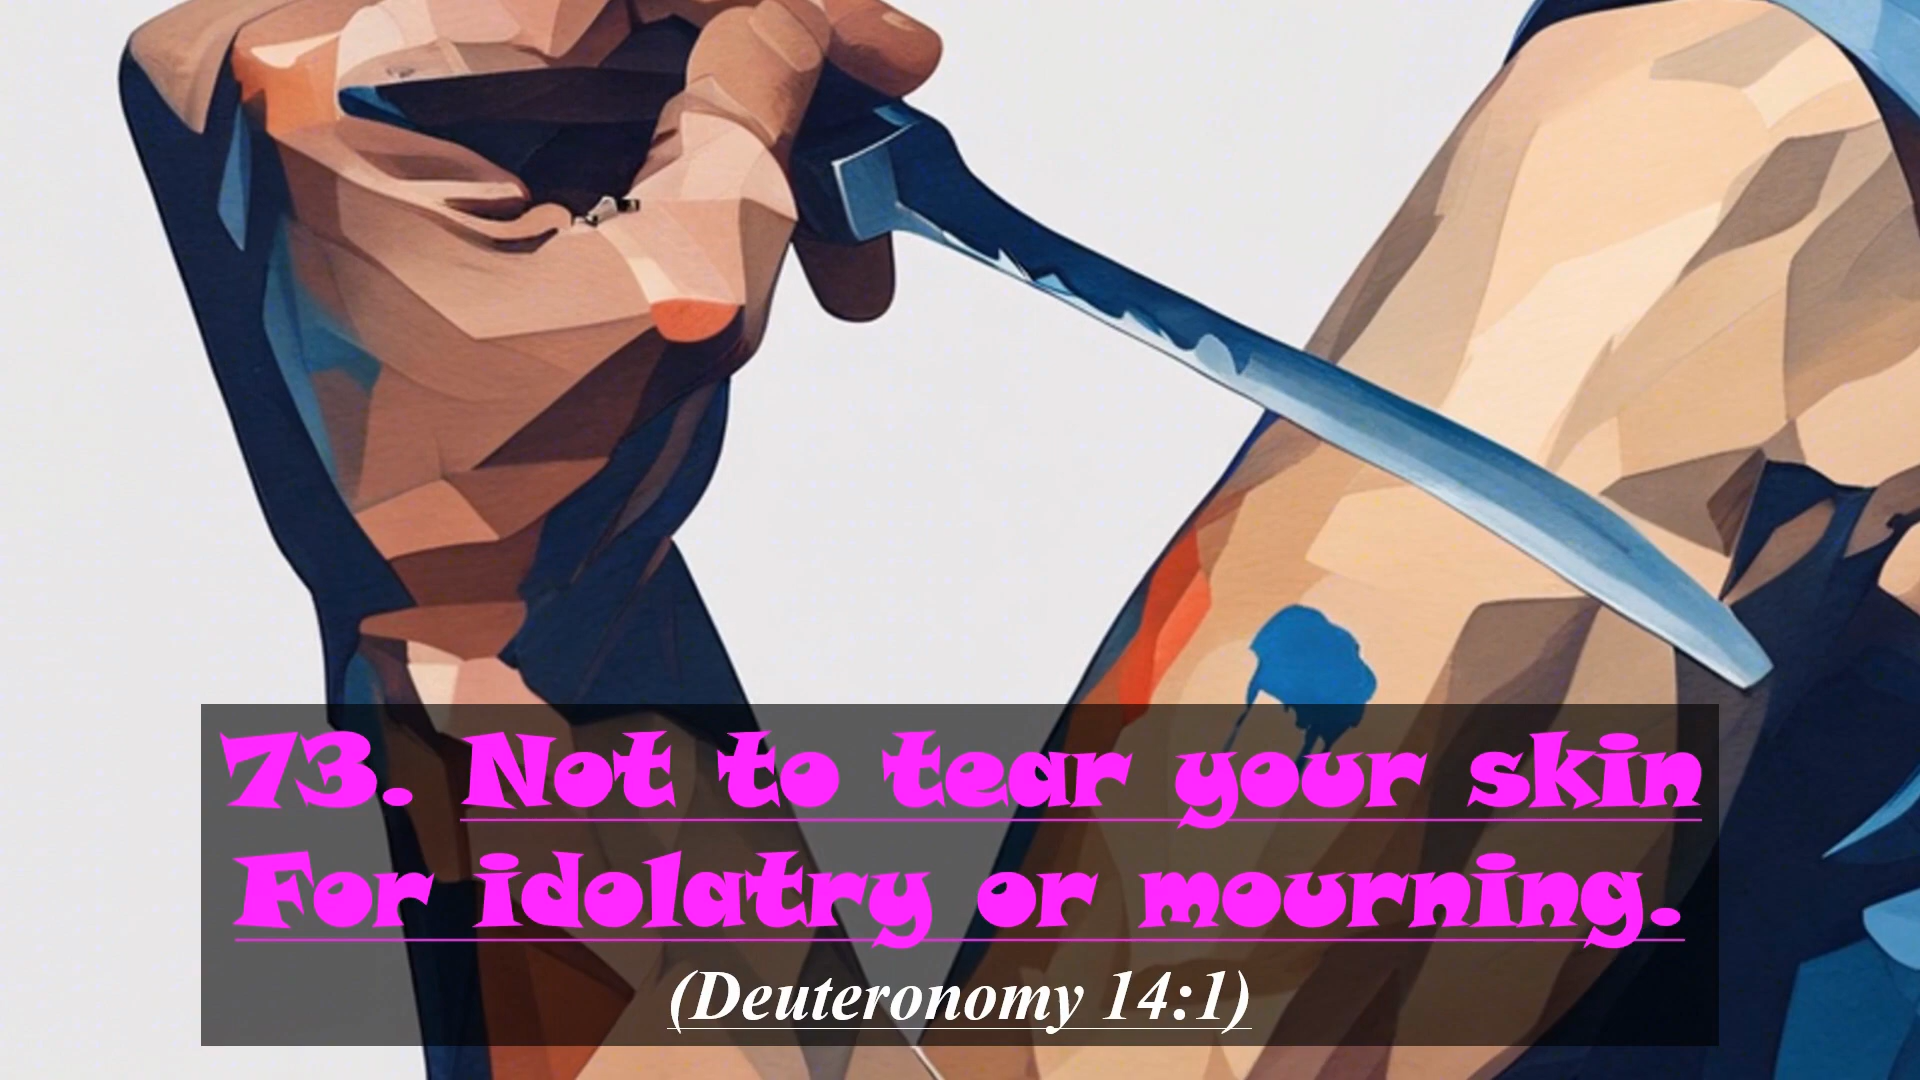 73. Not to tear your skin
For idolatry or mourning.
(Deuteronomy 14:1)